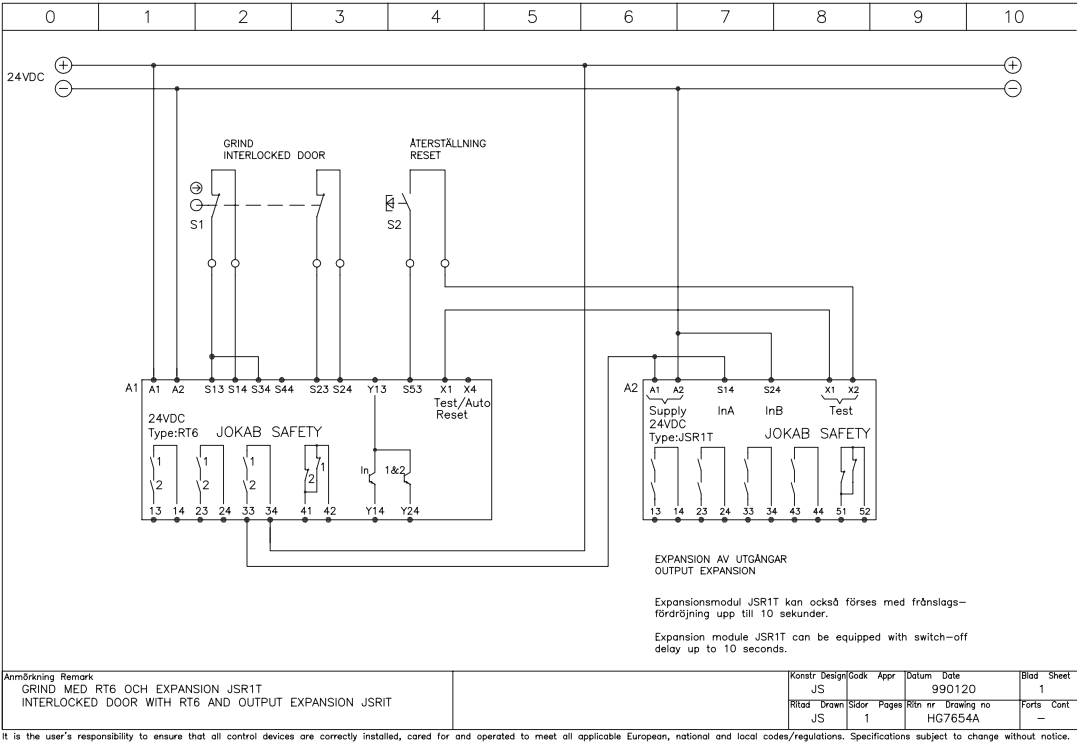 0 1 2 3 4 5 6 7 8 9 10
24VDC
+ +
− −
GRIND
INTERLOCKED DOOR
ÅTERSTÄLLNING
RESET
S1
S2
A1 A1 A2 S13 S14 S34 S44 S23 S24 Y13 S53 X1 X4
Test/Auto
Reset
24VDC
Type:RT6 JOKAB SAFETY
1 1 1 2 1 In 1&2
2 2 2
13 14 23 24 33 34 41 42 Y14 Y24
A2 A1 A2 S14 S24 X1 X2
Supply InA InB Test
24VDC
Type:JSR1T JOKAB SAFETY
13 14 23 24 33 34 43 44 51 52
EXPANSION AV UTGÅNGAR
OUTPUT EXPANSION
Expansionsmodul JSR1T kan också förses med frånslags−
fördröjning upp till 10 sekunder.
Expansion module JSR1T can be equipped with switch−off
delay up to 10 seconds.
Anmörkning Remark
GRIND MED RT6 OCH EXPANSION JSR1T
INTERLOCKED DOOR WITH RT6 AND OUTPUT EXPANSION JSRIT
Konstr Design Godk Appr Datum Date Blad Sheet
JS 990120 1
Ritad Drawn Sidor Pages Ritn nr Drawing no Forts Cont
JS 1 HG7654A −
It is the user's responsibility to ensure that all control devices are correctly installed, cared for and operated to meet all applicable European, national and local codes/regulations. Specifications subject to change without notice.